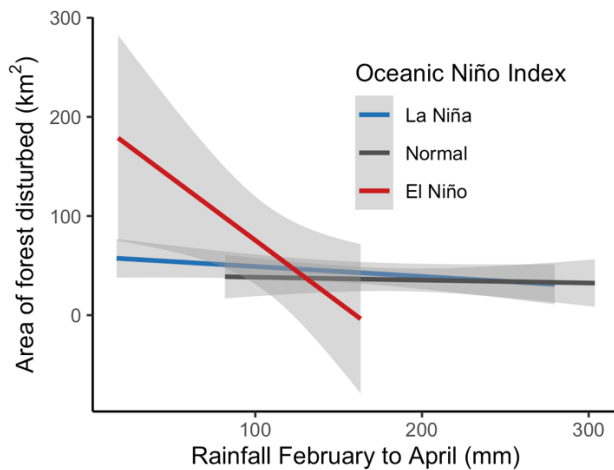 300
200
100
0
Area of forest disturbed (km²)
Oceanic Niño Index
La Niña
Normal
El Niño
100 200 300
Rainfall February to April (mm)